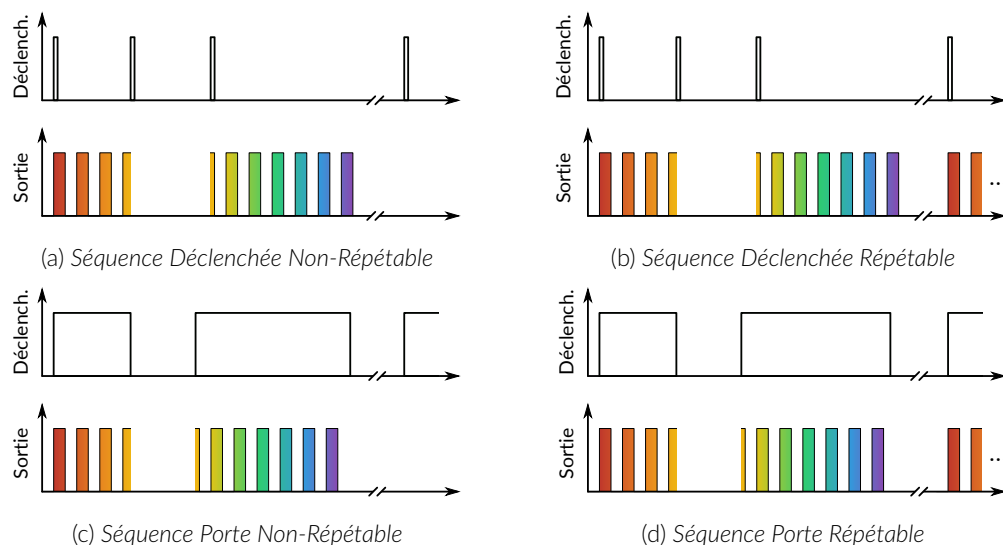 Déclench.
Sortie
(a) Séquence Déclenchée Non-Répétable
Déclench.
Sortie
...
(b) Séquence Déclenchée Répétable
Déclench.
Sortie
(c) Séquence Porte Non-Répétable
Déclench.
Sortie
...
(d) Séquence Porte Répétable